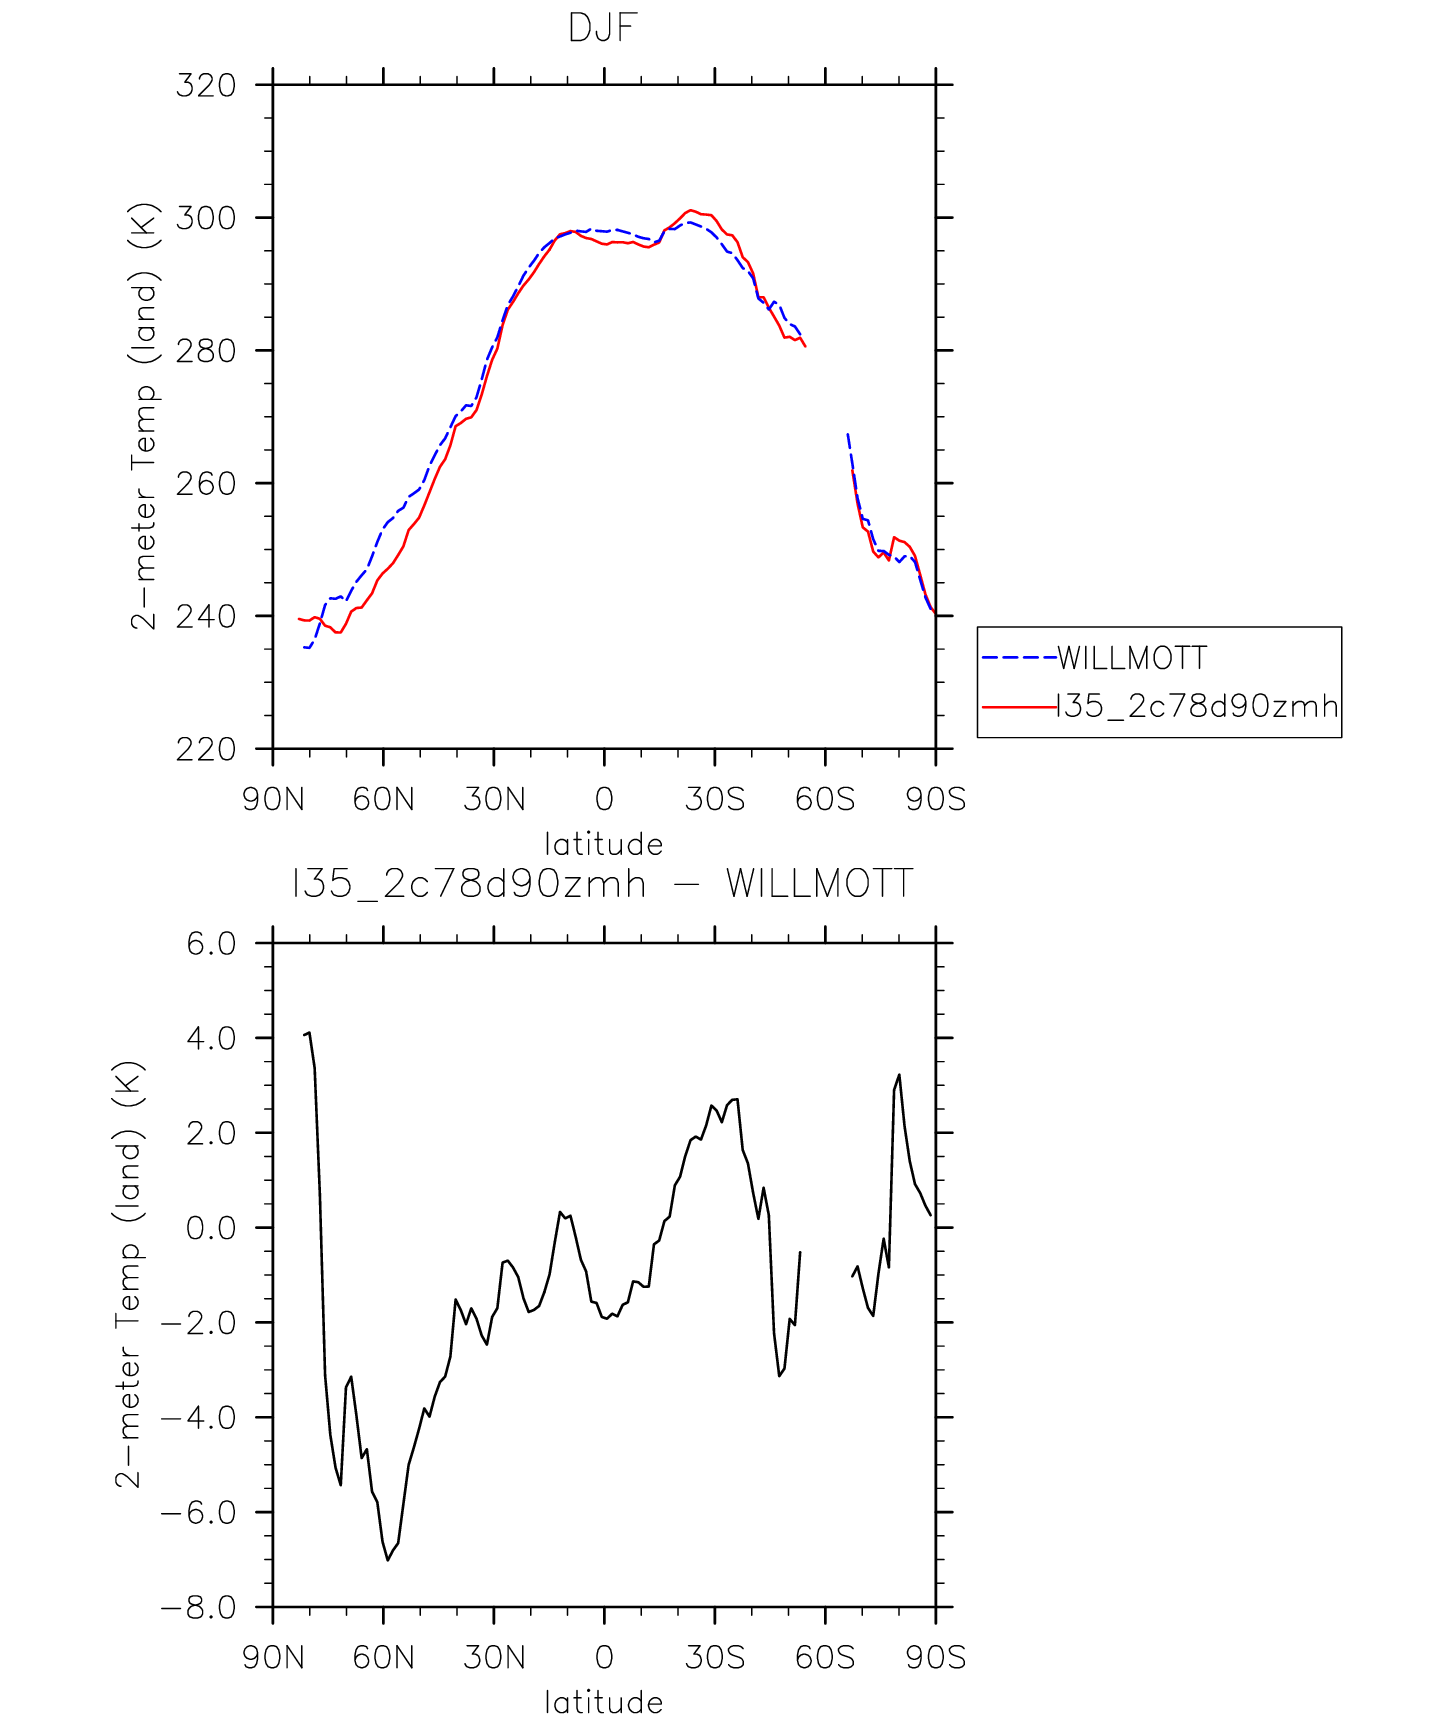 DJF
320
300
280
260
240
220
2-meter Temp (land) (K)
90N 60N 30N 0 30S 60S 90S
latitude
WILLMOTT
I35_2c78d90zmh
I35_2c78d90zmh - WILLMOTT
6.0
4.0
2.0
0.0
-2.0
-4.0
-6.0
-8.0
2-meter Temp (land) (K)
90N 60N 30N 0 30S 60S 90S
latitude